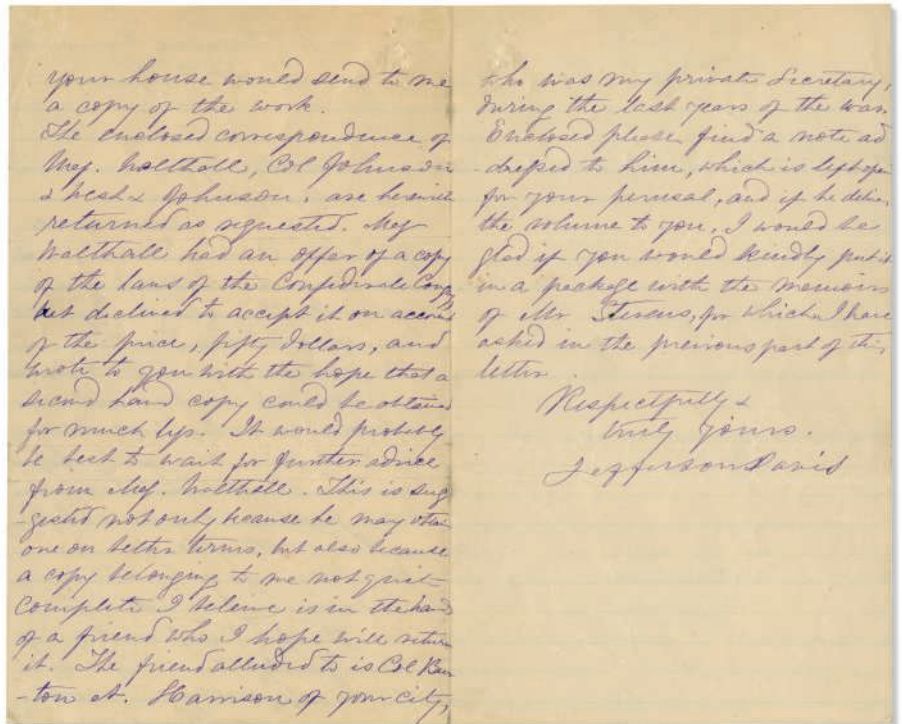 your house would send to me
a copy of the work.
The enclosed correspondence of
Maj. Walthall, Col Johnson
& Johnson, are herewith
returned as requested. Maj
Walthall had an offer of a copy
of the laws of the Confederate Cong
but declined to accept it on account
of the price, fifty dollars, and
wrote to you with the hope that a
second hand copy could be obtained
for much less. It would probably
be best to wait for further advice
from Maj. Walthall. This is sug
-gested not only because he may obtain
one on better terms, but also because
a copy belonging to me not quite
complete I believe is in the hands
of a friend who I hope will return
it. The friend alluded to is Col Bur
-ton N. Harrison of your city,
who was my private Secretary,
during the last years of the war.
Enclosed please find a note ad
-dressed to him, which is left open
for your perusal, and if he deliver
the volume to you, I would be
glad if you would kindly put it
in a package with the memoirs
of Mr Stevens, for which I have
asked in the previous part of this
letter.
Respectfully &
truly yours.
Jefferson Davis